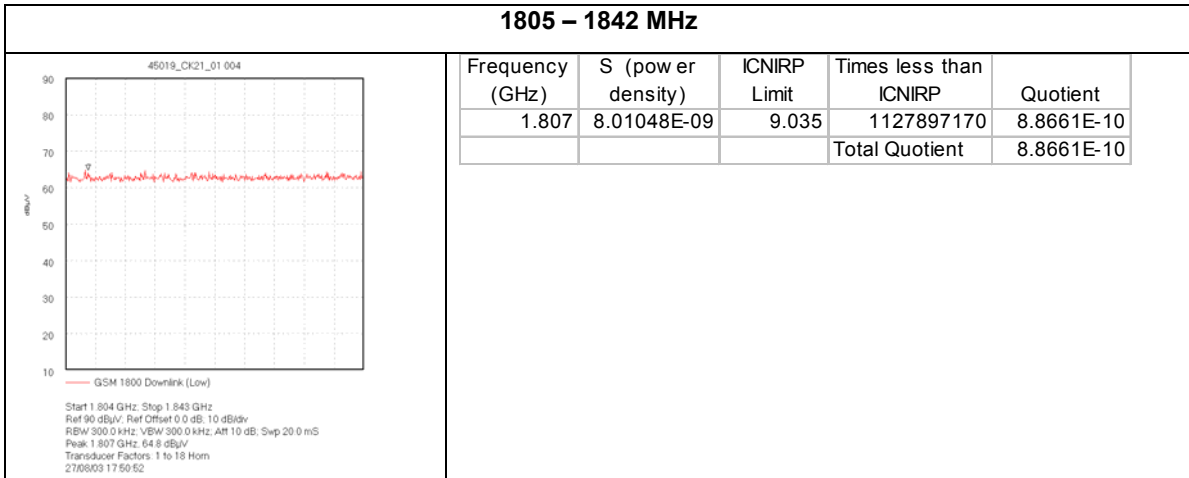 1805 – 1842 MHz
45019_CK21_01 004
90
80
70
60
50
40
30
20
10
dBµV
GSM 1800 Downlink (Low)
Start 1.804 GHz; Stop 1.843 GHz
Ref 90 dBµV; Ref Offset 0.0 dB; 10 dB/div
RBW 300.0 kHz; VBW 300.0 kHz; Att 10 dB; Swp 20.0 mS
Peak 1.807 GHz, 64.8 dBµV
Transducer Factors: 1 to 18 Horn
27/08/03 17:50:52
Frequency (GHz) S (power density) ICNIRP Limit Times less than ICNIRP Quotient
1.807 8.01048E-09 9.035 1127897170 8.8661E-10
Total Quotient 8.8661E-10